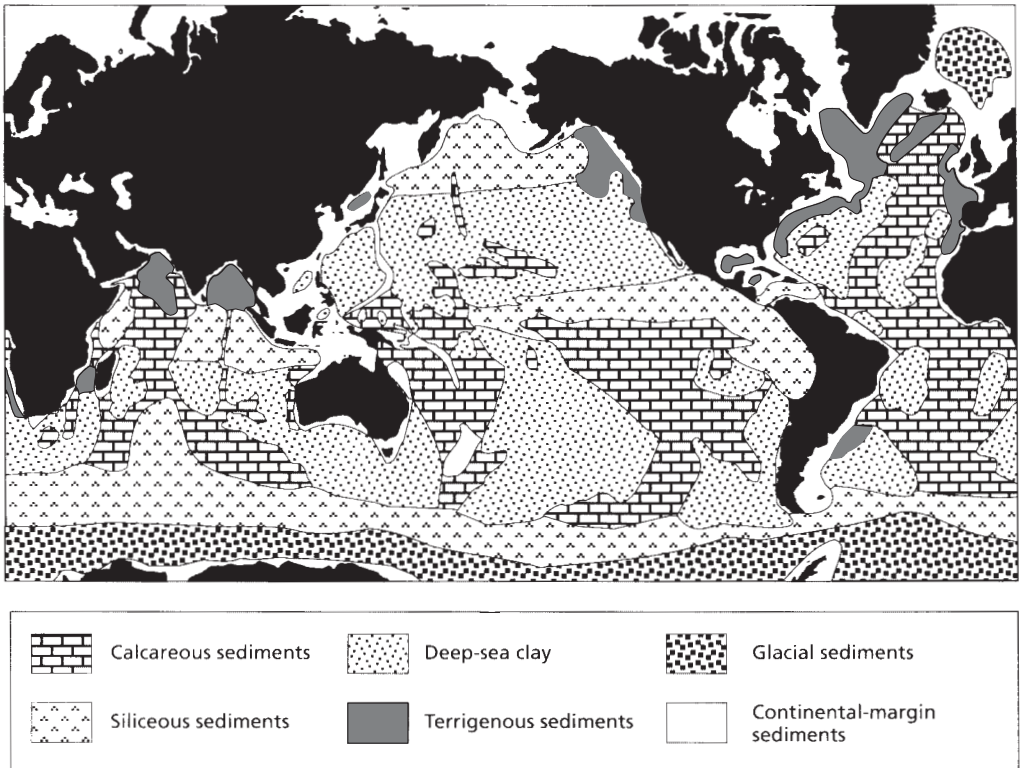 Calcareous sediments
Deep-sea clay
Glacial sediments
Siliceous sediments
Terrigenous sediments
Continental-margin
sediments